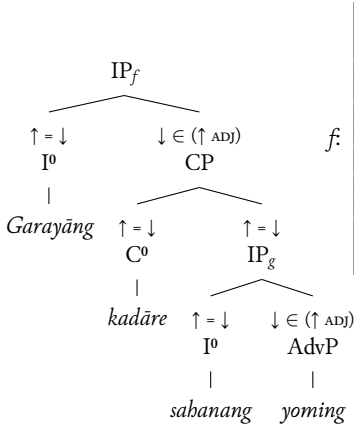 IP_f
↑ = ↓ ↓ ∈ (↑ ADJ)
I⁰ CP
f:
Garayāng ↑ = ↓ ↑ = ↓
C⁰ IP_g
kadāre ↑ = ↓ ↓ ∈ (↑ ADJ)
I⁰ AdvP
sahanang yoming